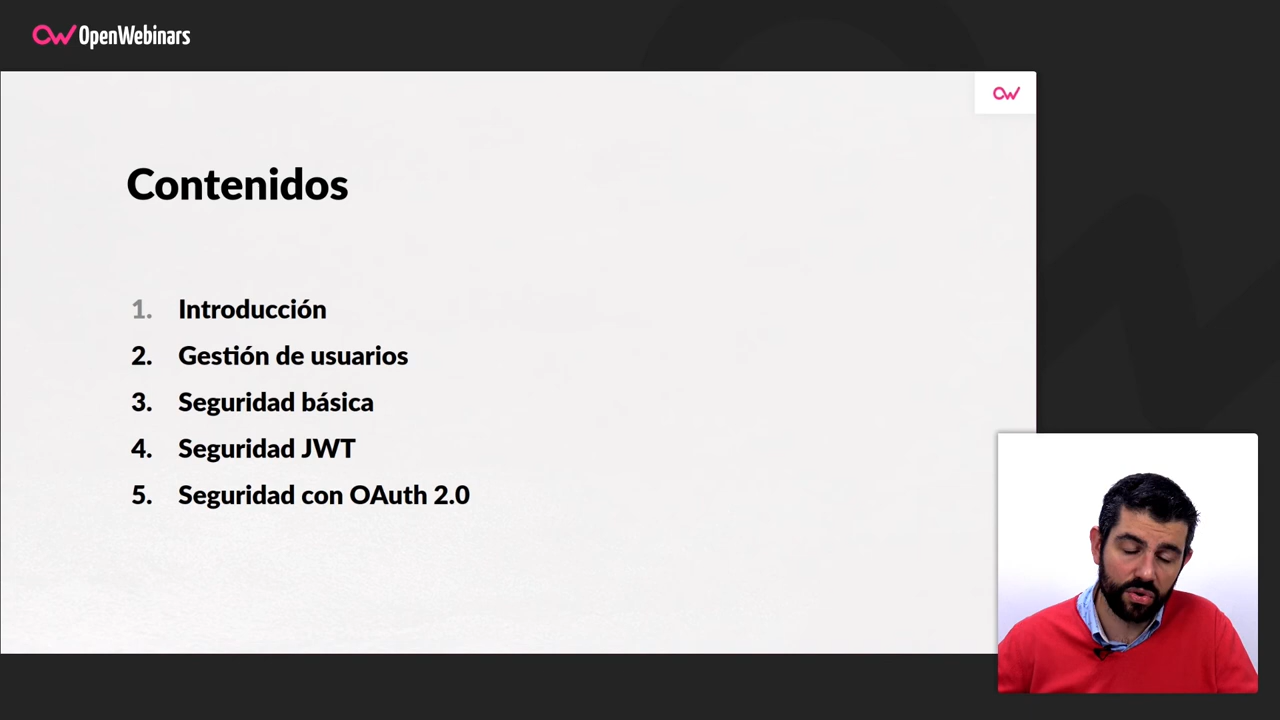 OpenWebinars
Contenidos
1. Introducción
2. Gestión de usuarios
3. Seguridad básica
4. Seguridad JWT
5. Seguridad con OAuth 2.0